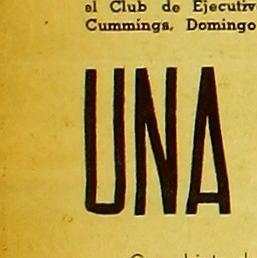 el Club de Ejecutiv
Cummings, Domingo
UNA